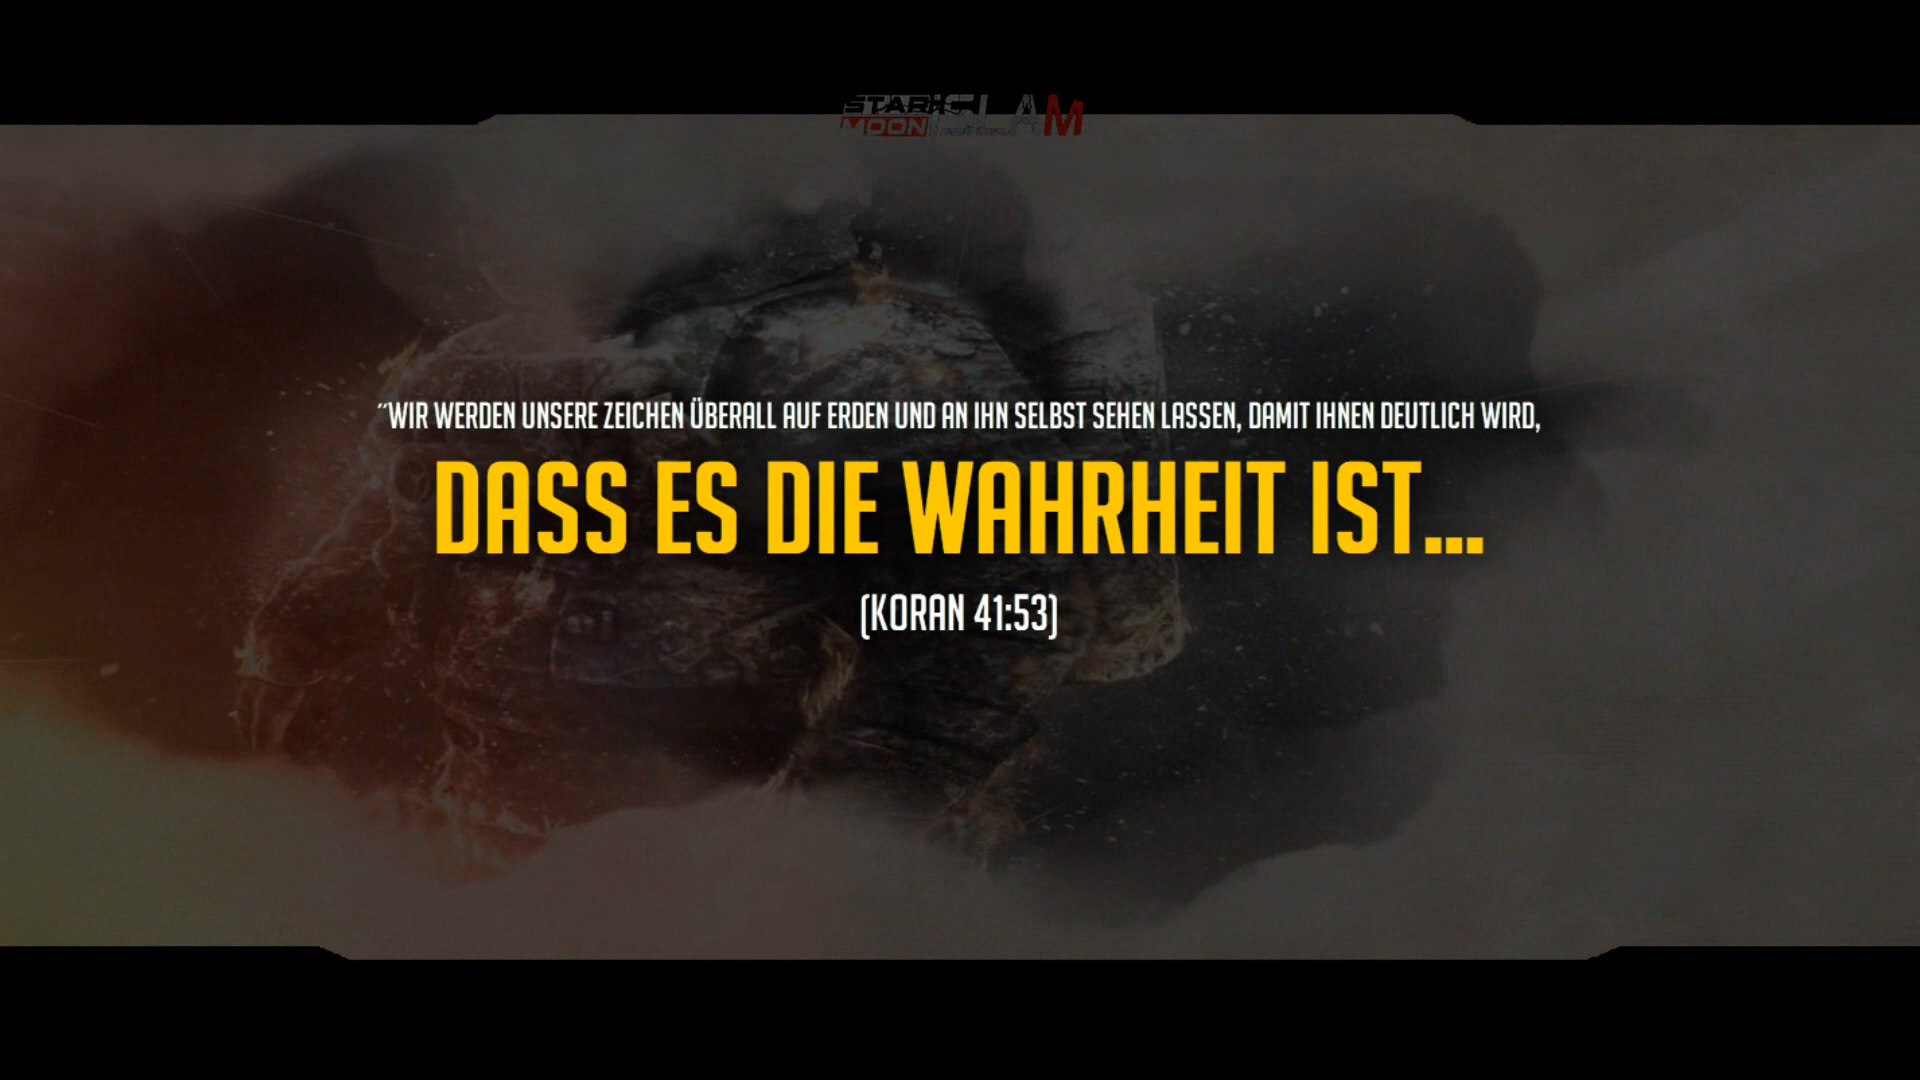 STAR
MOON ISLAM
"WIR WERDEN UNSERE ZEICHEN ÜBERALL AUF ERDEN UND AN IHN SELBST SEHEN LASSEN, DAMIT IHNEN DEUTLICH WIRD,
DASS ES DIE WAHRHEIT IST...
(KORAN 41:53)